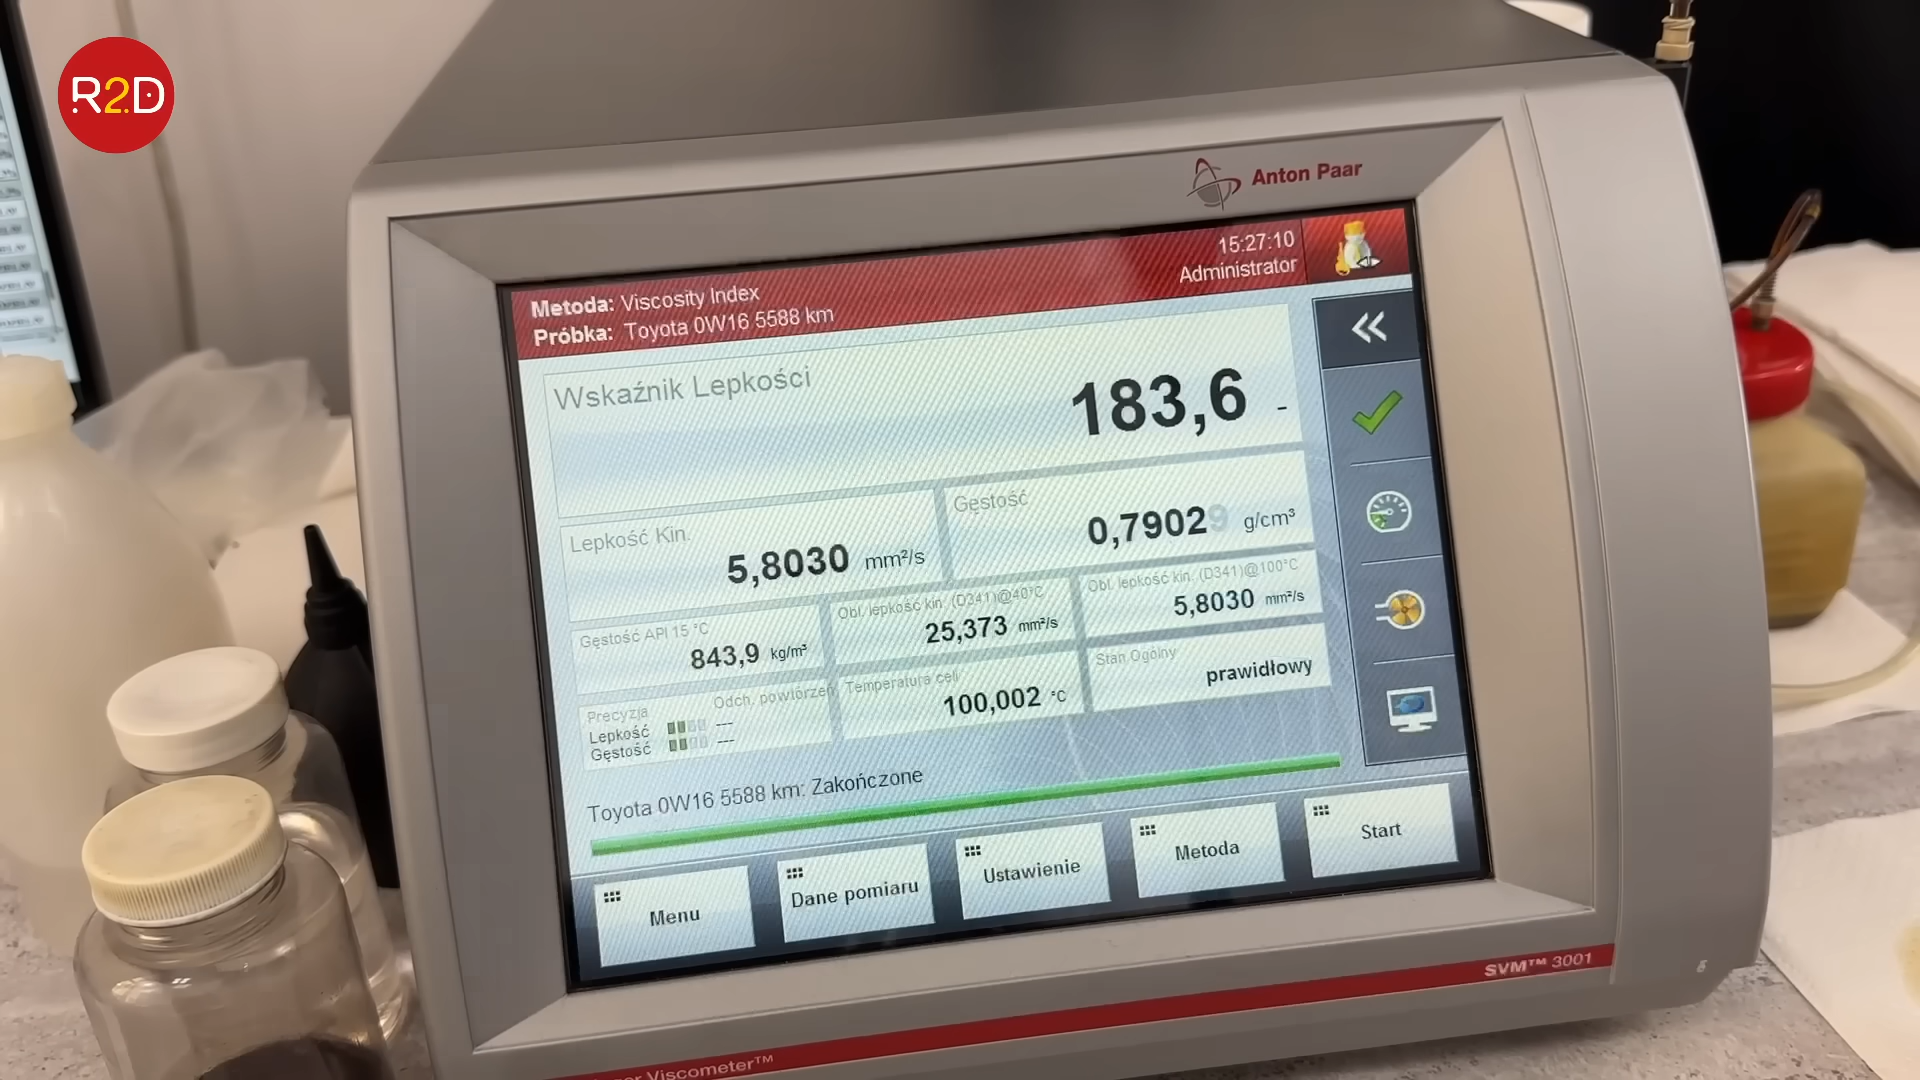 R2D
Anton Paar
15:27:10
Administrator
Metoda: Viscosity Index
Próbka: Toyota 0W16 5588 km
Wskaźnik Lepkości
183,6 -
Lepkość Kin.
5,8030 mm²/s
Gęstość
0,79029 g/cm³
Gęstość API 15 °C
843,9 kg/m³
Obl. lepkość kin. (D341)@40°C
25,373 mm²/s
Obl. lepkość kin. (D341)@100°C
5,8030 mm²/s
Precyzja
Odch. powtórzeń
Lepkość ---
Gęstość ---
Temperatura celi
100,002 °C
Stan Ogólny
prawidłowy
Toyota 0W16 5588 km: Zakończone
Menu
Dane pomiaru
Ustawienie
Metoda
Start
SVM™ 3001
Viscometer™